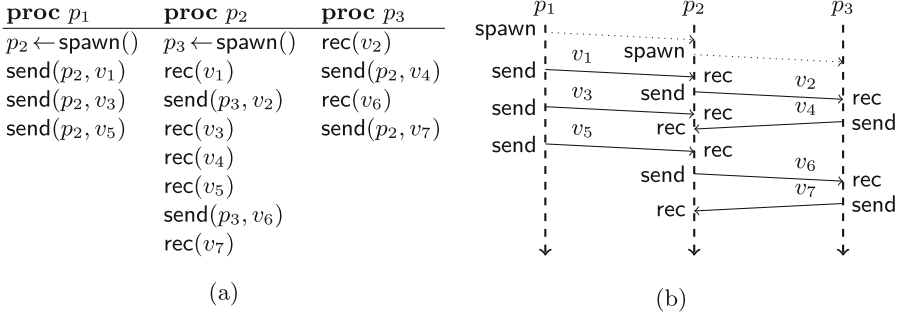 proc p1 proc p2 proc p3
p2 ← spawn() p3 ← spawn() rec(v2)
send(p2, v1) rec(v1) send(p2, v4)
send(p2, v3) send(p3, v2) rec(v6)
send(p2, v5) rec(v3) send(p2, v7)
rec(v4)
rec(v5)
send(p3, v6)
rec(v7)
(a)
p1 p2 p3
spawn
v1 spawn
send rec v2
send rec
v3 v4
send rec
rec send
v5
send rec
v6
send rec
v7
rec send
(b)